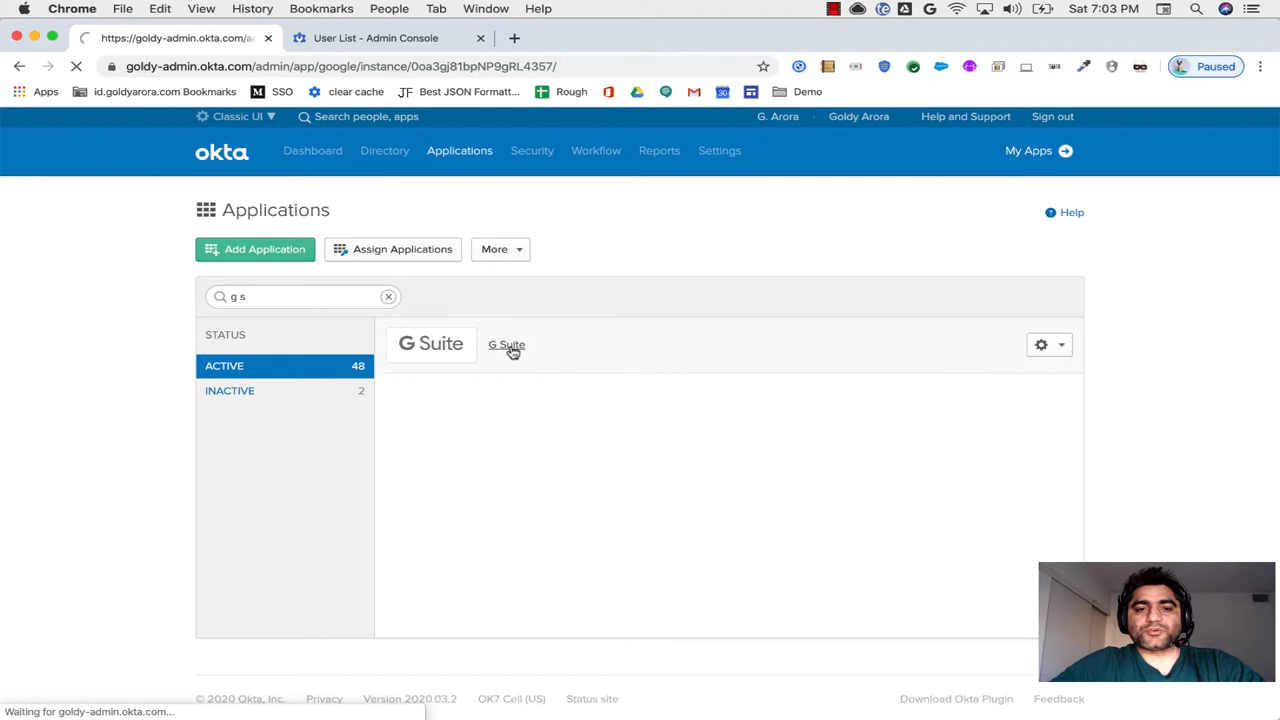 Chrome File Edit View History Bookmarks People Tab Window Help Sat 7:03 PM
https://goldy-admin.okta.com/a
User List - Admin Console
goldy-admin.okta.com/admin/app/google/instance/0oa3gj81bpNP9gRL4357/ Paused
Apps id.goldyarora.com Bookmarks SSO clear cache Best JSON Formatt... Rough Demo
Classic UI Search people, apps G. Arora · Goldy Arora Help and Support Sign out
okta Dashboard Directory Applications Security Workflow Reports Settings My Apps
Applications
Help
Add Application Assign Applications More
g s
STATUS
G Suite G Suite
ACTIVE 48
INACTIVE 2
© 2020 Okta, Inc. Privacy Version 2020.03.2 OK7 Cell (US) Status site Download Okta Plugin Feedback
Waiting for goldy-admin.okta.com...